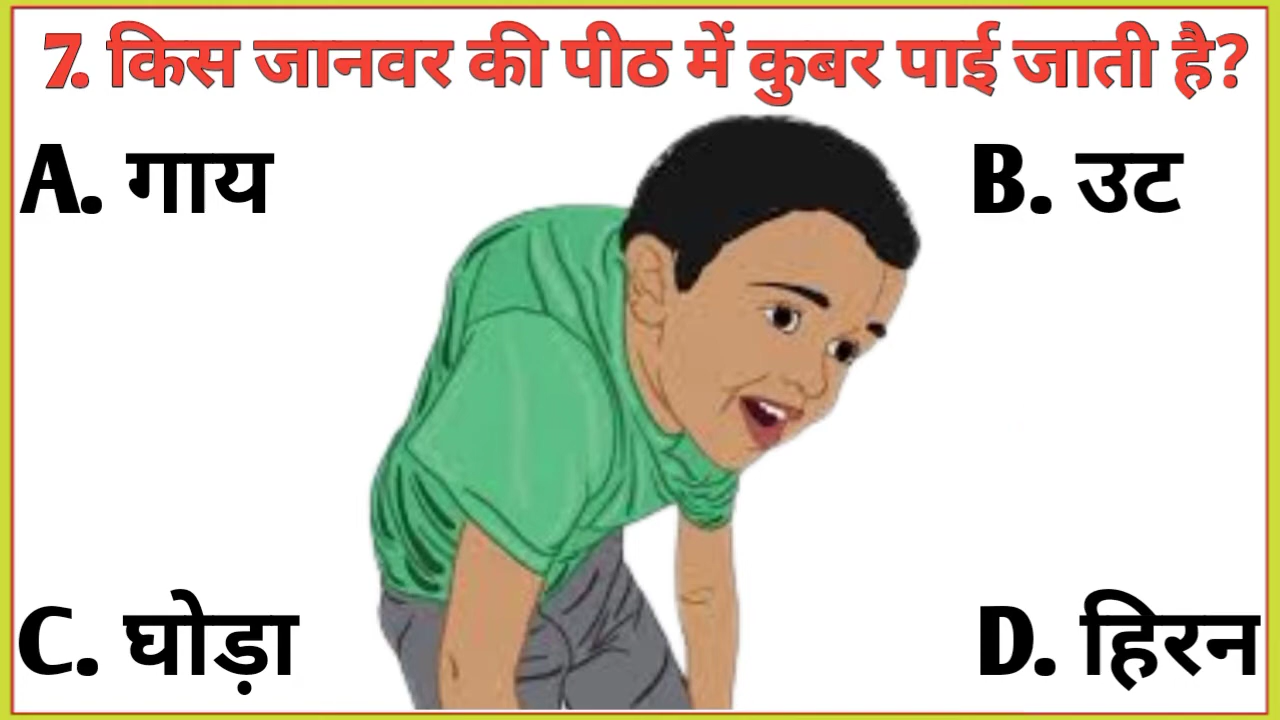 7. किस जानवर की पीठ में कुबर पाई जाती है?
A. गाय
B. उट
C. घोड़ा
D. हिरन